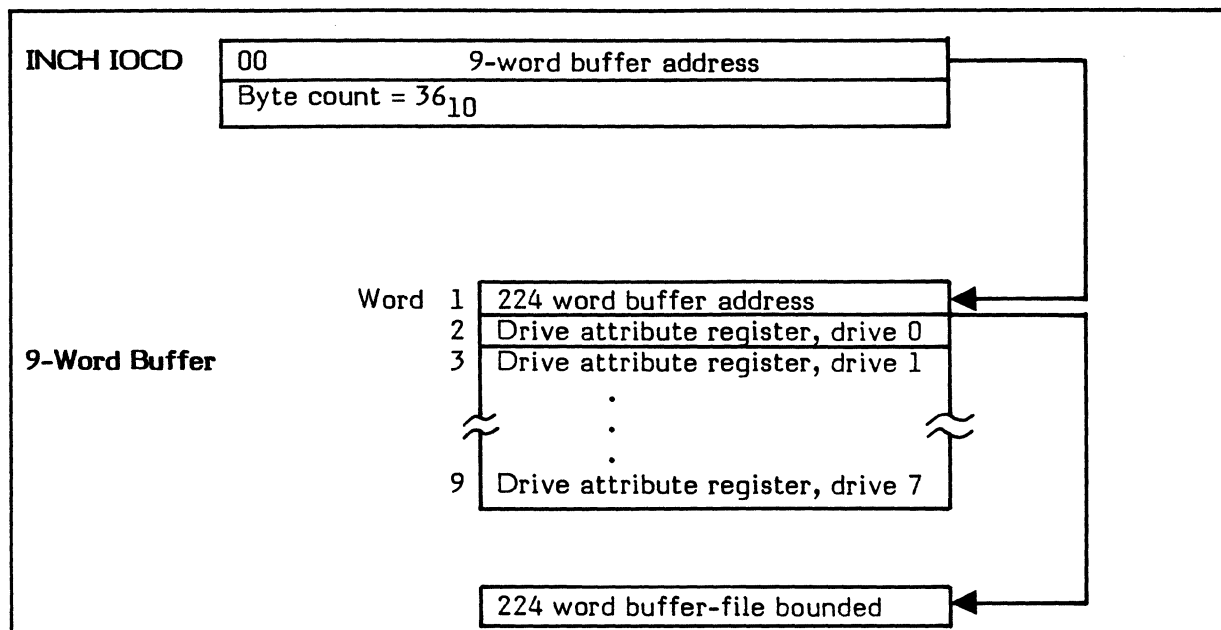 INCH IOCD
00 9-word buffer address
Byte count = 36₁₀
Word 1 224 word buffer address
2 Drive attribute register, drive 0
9-Word Buffer
3 Drive attribute register, drive 1
.
.
.
9 Drive attribute register, drive 7
224 word buffer-file bounded